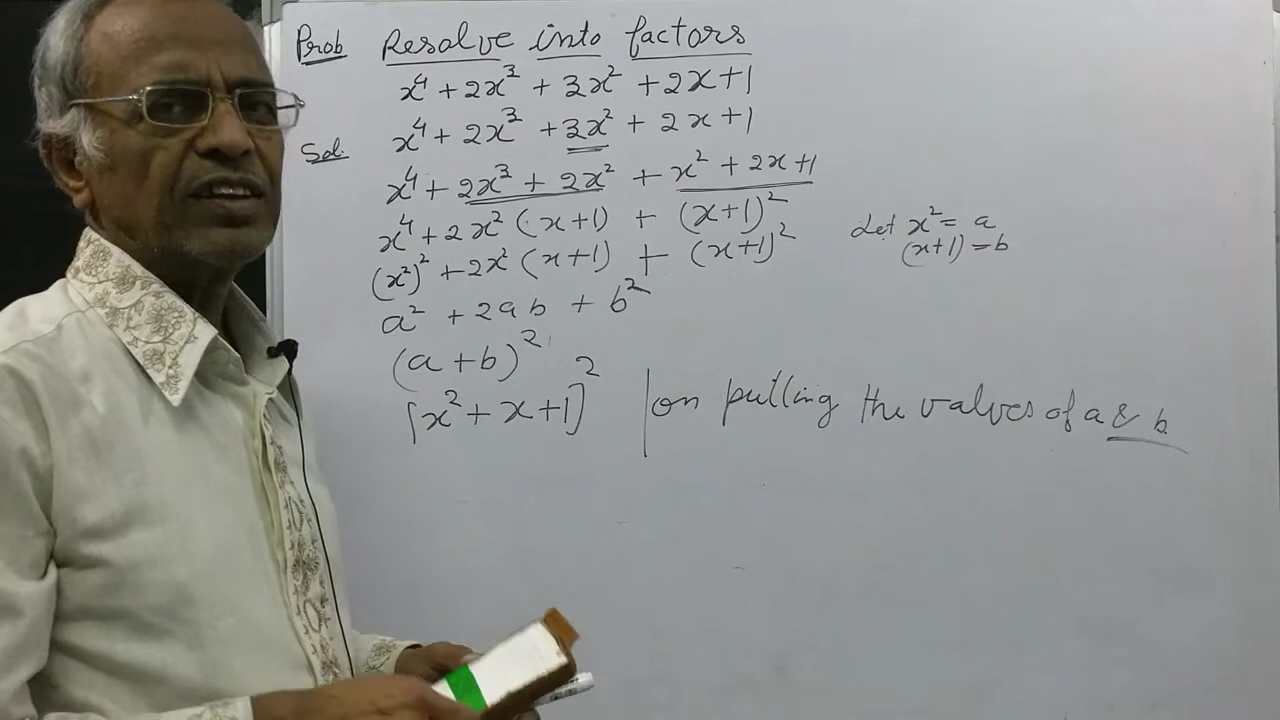 Prob Resolve into factors
x⁴ + 2x³ + 3x² + 2x + 1
Sol. x⁴ + 2x³ + 3x² + 2x + 1
x⁴ + 2x³ + 2x² + x² + 2x + 1
x⁴ + 2x² (x+1) + (x+1)² Let x² = a
(x²)² + 2x² (x+1) + (x+1)² (x+1) = b
a² + 2ab + b²
(a + b)²
[x² + x + 1]² | on putting the values of a & b